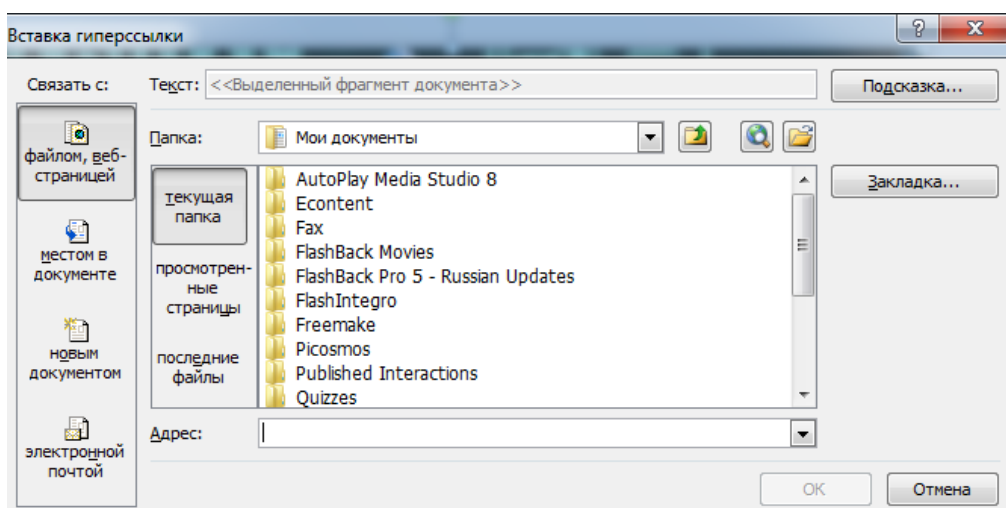 Вставка гиперссылки
Связать с:
Текст: <<Выделенный фрагмент документа>>
Подсказка...
файлом, веб-
страницей
Папка: Мои документы
текущая
папка
AutoPlay Media Studio 8
Econtent
Fax
FlashBack Movies
FlashBack Pro 5 - Russian Updates
FlashIntegro
Freemake
Picosmos
Published Interactions
Quizzes
Закладка...
местом в
документе
просмотрен-
ные
страницы
новым
документом
последние
файлы
электронной
почтой
Адрес:
ОК
Отмена